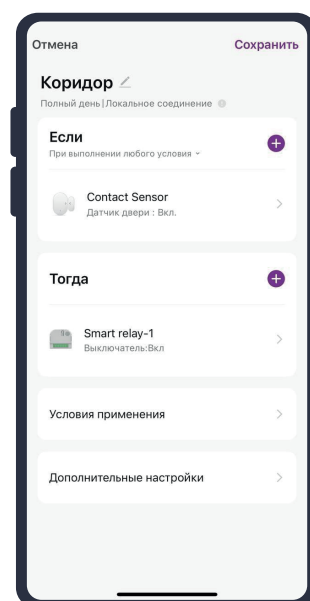 Отмена
Сохранить
Коридор
Полный день|Локальное соединение
Если
При выполнении любого условия
Contact Sensor
Датчик двери : Вкл.
Тогда
Smart relay-1
Выключатель:Вкл
Условия применения
Дополнительные настройки